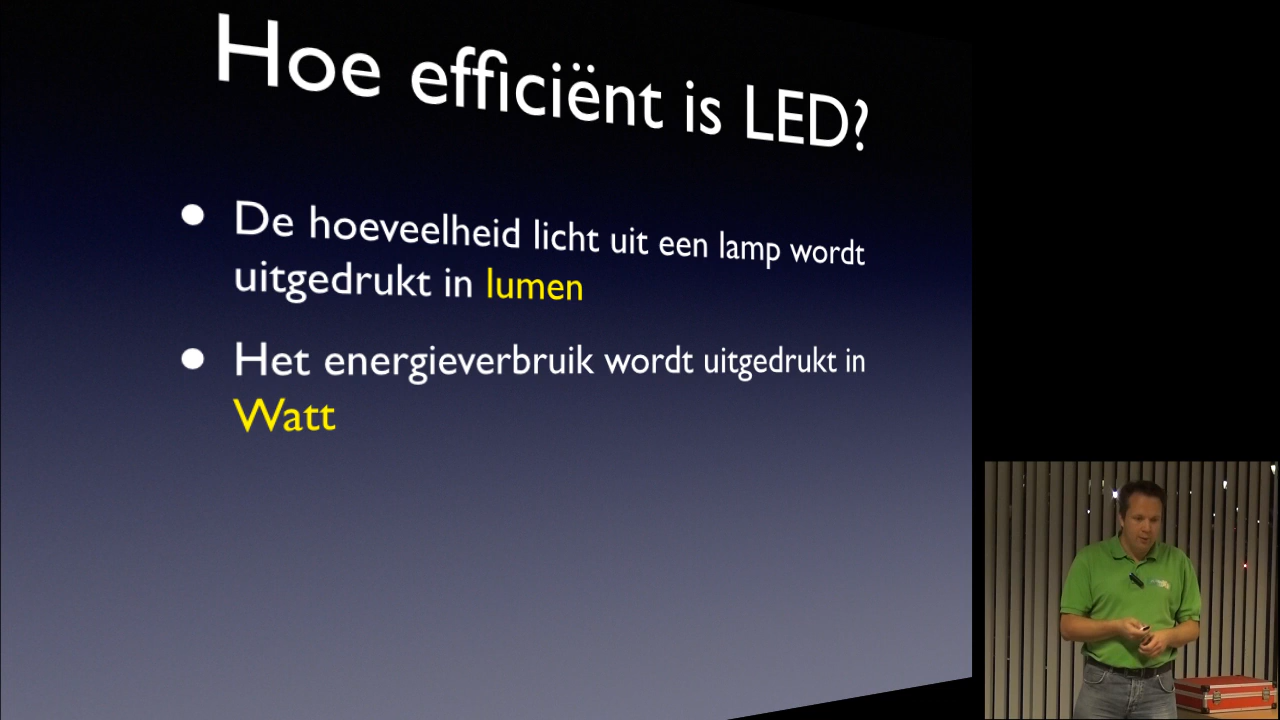 Hoe efficiënt is LED?
• De hoeveelheid licht uit een lamp wordt
uitgedrukt in lumen
• Het energieverbruik wordt uitgedrukt in
Watt